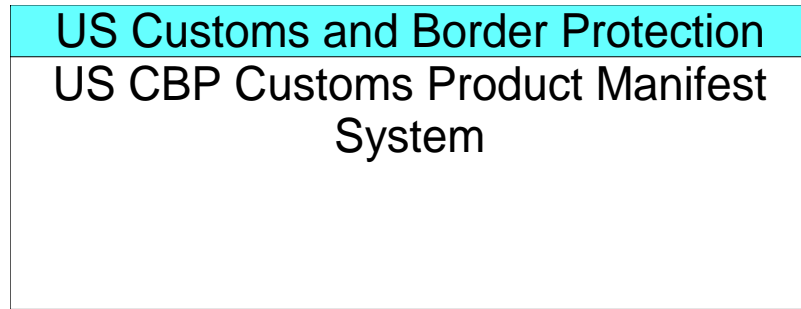 US Customs and Border Protection
US CBP Customs Product Manifest
System